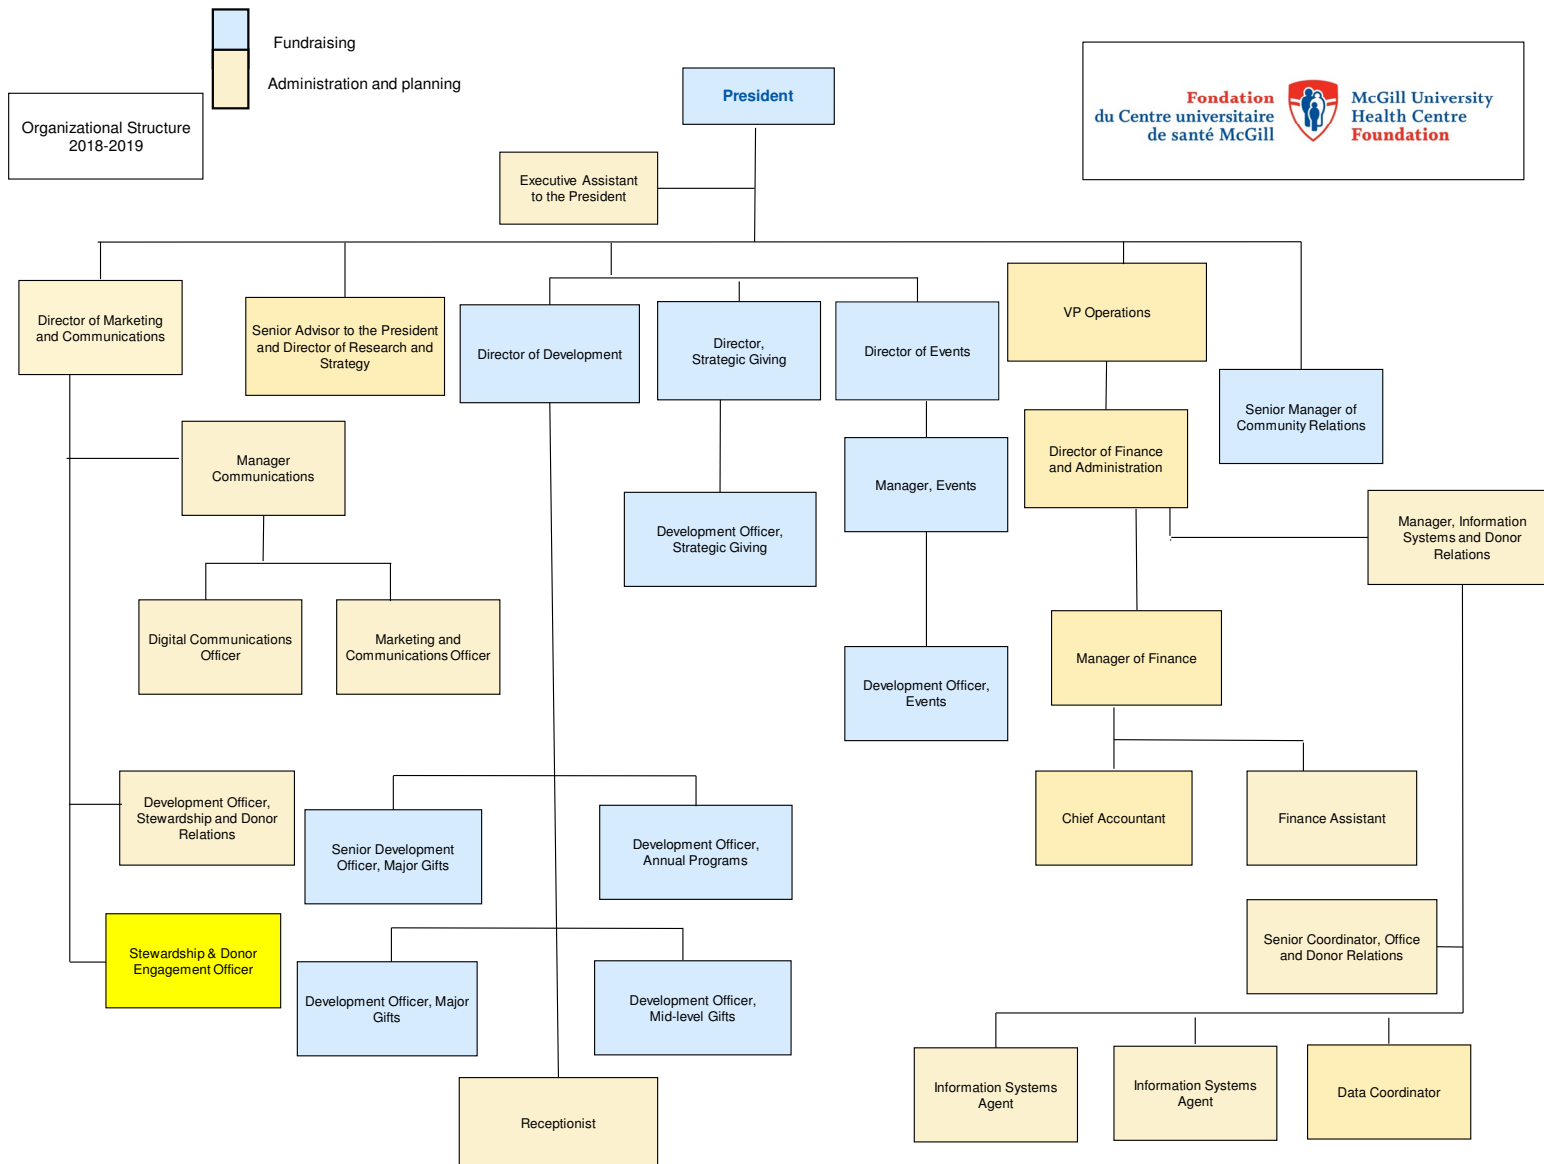 Fundraising
Administration and planning
Organizational Structure
2018-2019
President
Fondation
du Centre universitaire
de santé McGill
McGill University
Health Centre
Foundation
Executive Assistant
to the President
Director of Marketing
and Communications
Senior Advisor to the President
and Director of Research and
Strategy
Director of Development
Director,
Strategic Giving
Director of Events
VP Operations
Senior Manager of
Community Relations
Manager
Communications
Development Officer,
Strategic Giving
Manager, Events
Director of Finance
and Administration
Manager, Information
Systems and Donor
Relations
Digital Communications
Officer
Marketing and
Communications Officer
Development Officer,
Events
Manager of Finance
Development Officer,
Stewardship and Donor
Relations
Senior Development
Officer, Major Gifts
Development Officer,
Annual Programs
Chief Accountant
Finance Assistant
Stewardship & Donor
Engagement Officer
Development Officer, Major
Gifts
Development Officer,
Mid-level Gifts
Senior Coordinator, Office
and Donor Relations
Receptionist
Information Systems
Agent
Information Systems
Agent
Data Coordinator